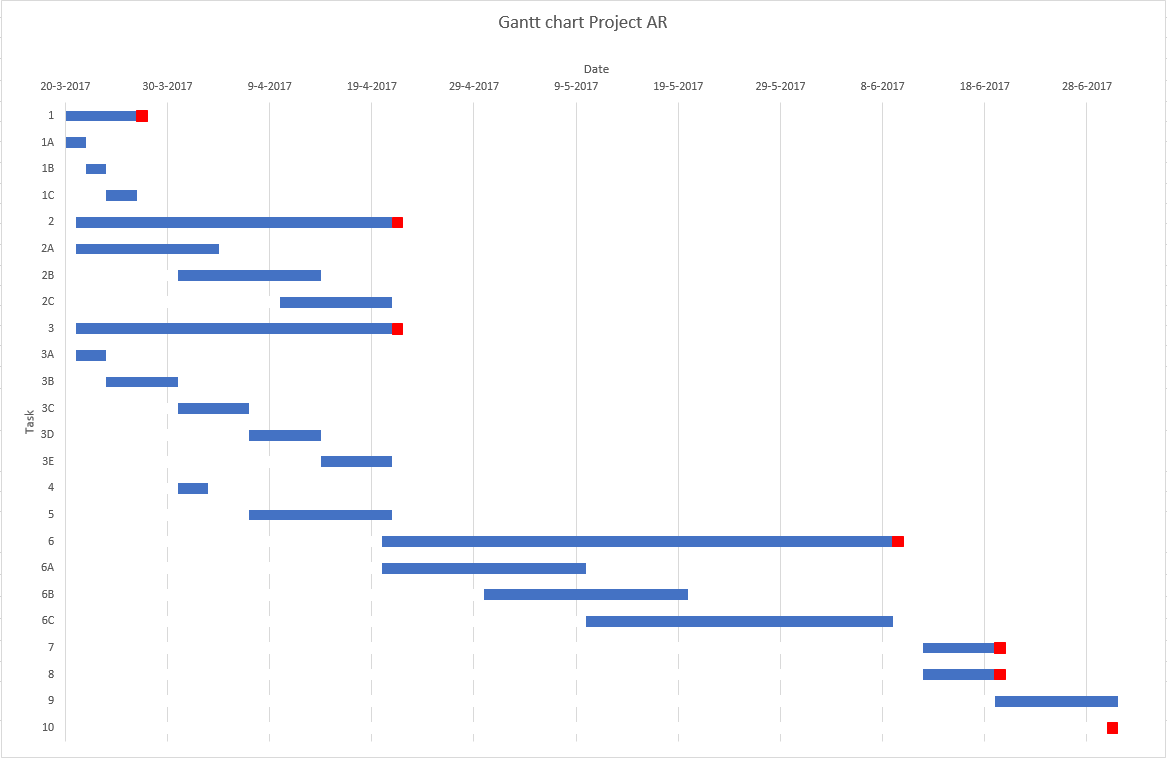 Gantt chart Project AR
Date
20-3-2017 30-3-2017 9-4-2017 19-4-2017 29-4-2017 9-5-2017 19-5-2017 29-5-2017 8-6-2017 18-6-2017 28-6-2017
Task
1
1A
1B
1C
2
2A
2B
2C
3
3A
3B
3C
3D
3E
4
5
6
6A
6B
6C
7
8
9
10